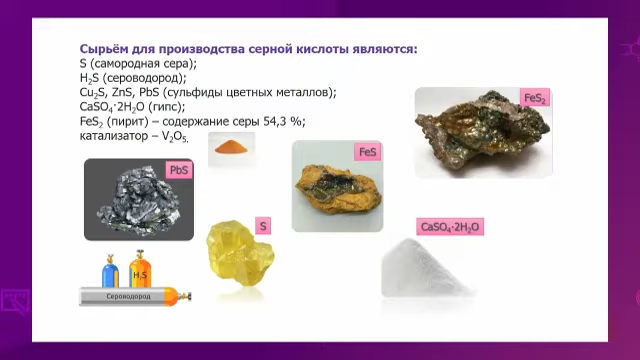 Сырьём для производства серной кислоты являются:
S (самородная сера);
H₂S (сероводород);
Cu₂S, ZnS, PbS (сульфиды цветных металлов);
CaSO₄·2H₂O (гипс);
FeS₂ (пирит) – содержание серы 54,3 %;
катализатор – V₂O₅.
FeS₂
FeS
PbS
S
CaSO₄·2H₂O
H₂S
Сероводород